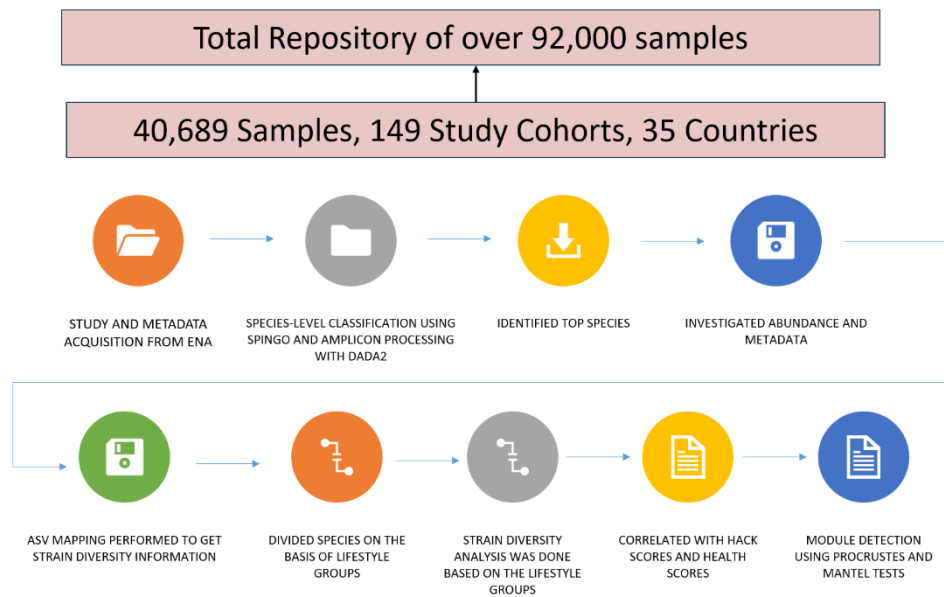 Total Repository of over 92,000 samples
40,689 Samples, 149 Study Cohorts, 35 Countries
STUDY AND METADATA
ACQUISITION FROM ENA
SPECIES-LEVEL CLASSIFICATION USING
SPINGO AND AMPLICON PROCESSING
WITH DADA2
IDENTIFIED TOP SPECIES
INVESTIGATED ABUNDANCE AND
METADATA
ASV MAPPING PERFORMED TO GET
STRAIN DIVERSITY INFORMATION
DIVIDED SPECIES ON THE
BASIS OF LIFESTYLE
GROUPS
STRAIN DIVERSITY
ANALYSIS WAS DONE
BASED ON THE LIFESTYLE
GROUPS
CORRELATED WITH HACK
SCORES AND HEALTH
SCORES
MODULE DETECTION
USING PROCRUSTES AND
MANTEL TESTS